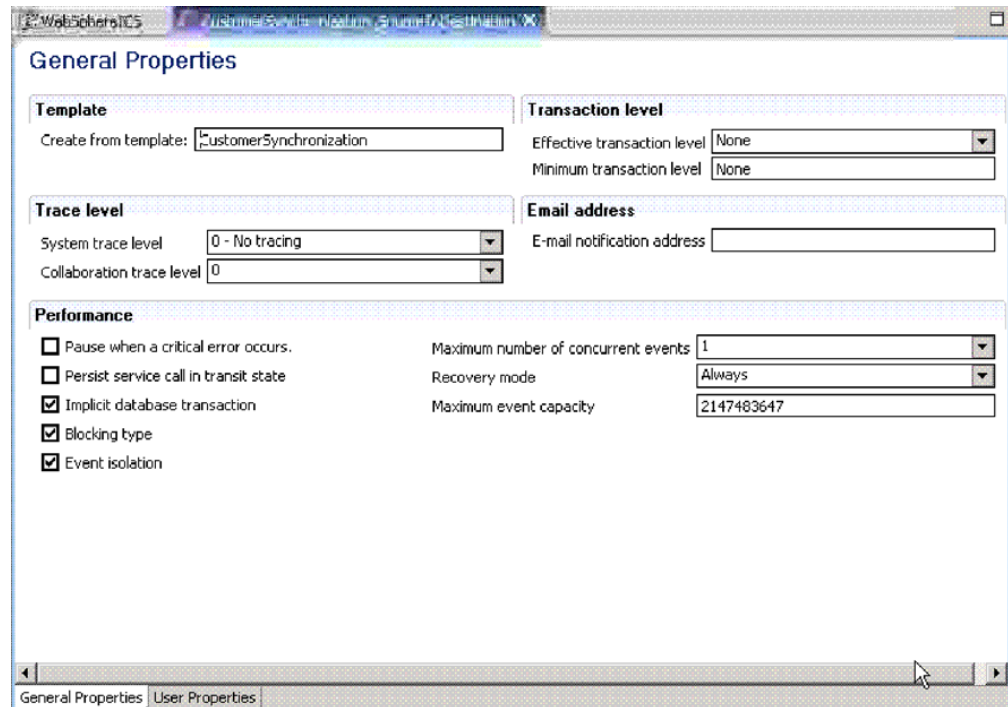 WebSphereICS
General Properties
Template
Create from template: CustomerSynchronization
Transaction level
Effective transaction level None
Minimum transaction level None
Trace level
System trace level 0 - No tracing
Collaboration trace level 0
Email address
E-mail notification address
Performance
Pause when a critical error occurs.
Persist service call in transit state
Implicit database transaction
Blocking type
Event isolation
Maximum number of concurrent events 1
Recovery mode Always
Maximum event capacity 2147483647
General Properties User Properties